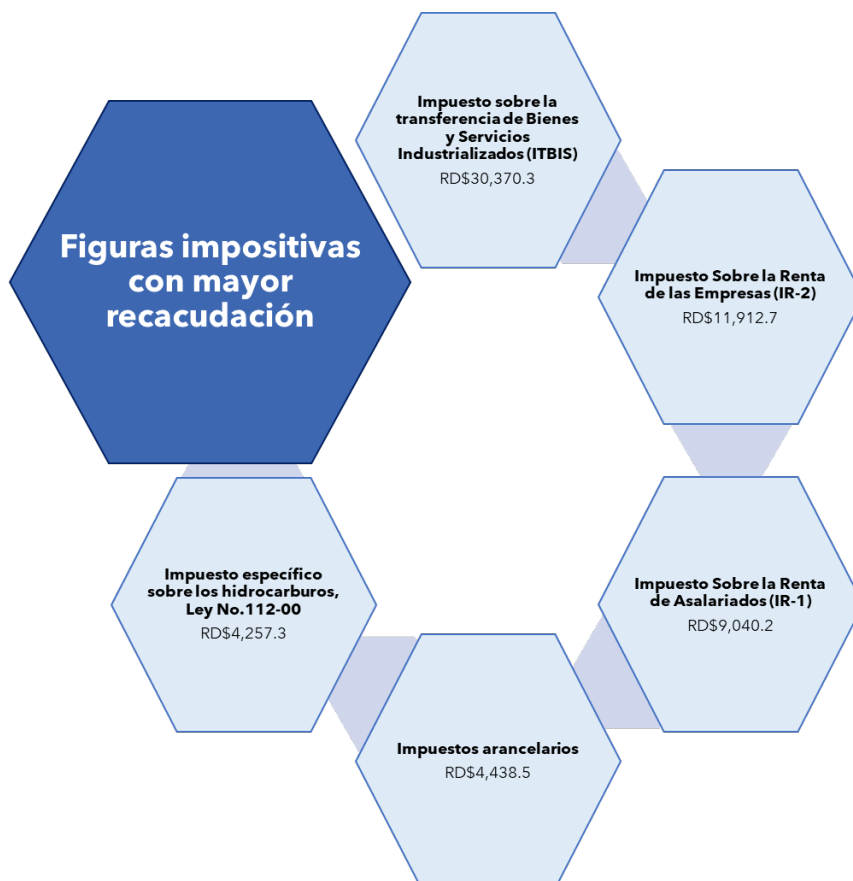 Figuras impositivas
con mayor
recacudación
Impuesto sobre la
transferencia de Bienes
y Servicios
Industrializados (ITBIS)
RD$30,370.3
Impuesto Sobre la Renta
de las Empresas (IR-2)
RD$11,912.7
Impuesto Sobre la Renta
de Asalariados (IR-1)
RD$9,040.2
Impuestos arancelarios
RD$4,438.5
Impuesto específico
sobre los hidrocarburos,
Ley No.112-00
RD$4,257.3